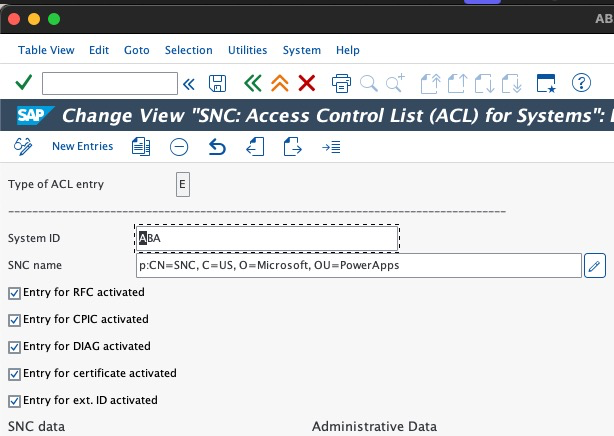 AB
Table View Edit Goto Selection Utilities System Help
SAP Change View "SNC: Access Control List (ACL) for Systems":
New Entries
Type of ACL entry E
System ID ABA
SNC name p:CN=SNC, C=US, O=Microsoft, OU=PowerApps
Entry for RFC activated
Entry for CPIC activated
Entry for DIAG activated
Entry for certificate activated
Entry for ext. ID activated
SNC data Administrative Data